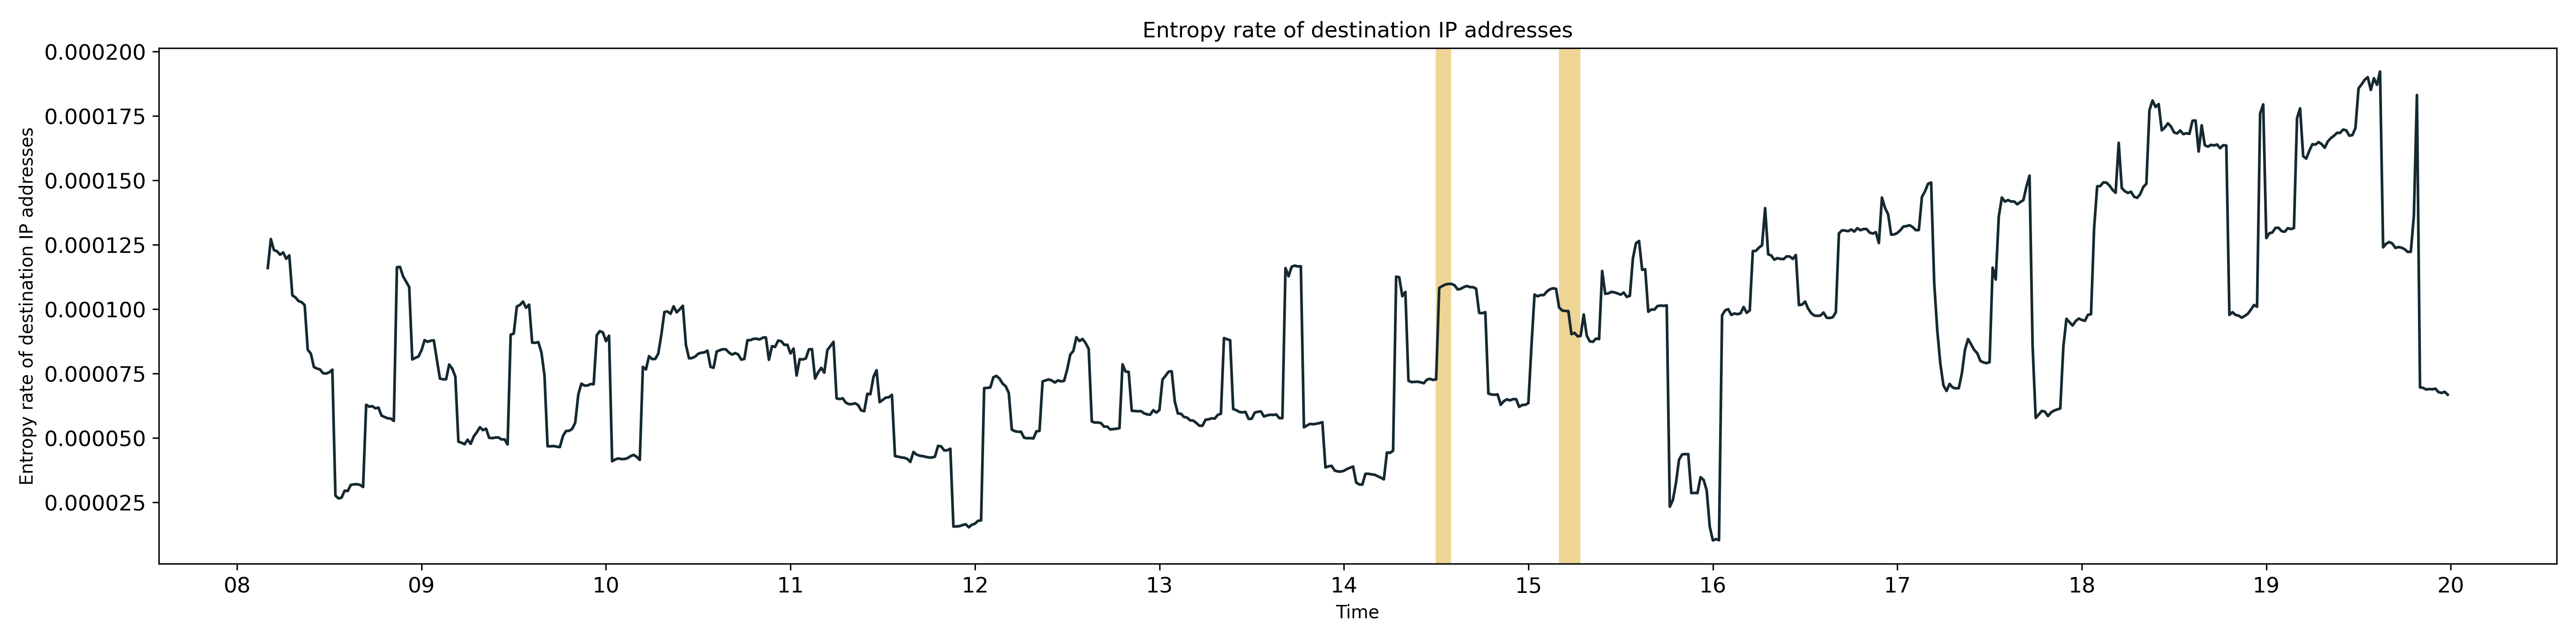 Entropy rate of destination IP addresses
0.000200
0.000175
0.000150
0.000125
0.000100
0.000075
0.000050
0.000025
Entropy rate of destination IP addresses
08 09 10 11 12 13 14 15 16 17 18 19 20
Time